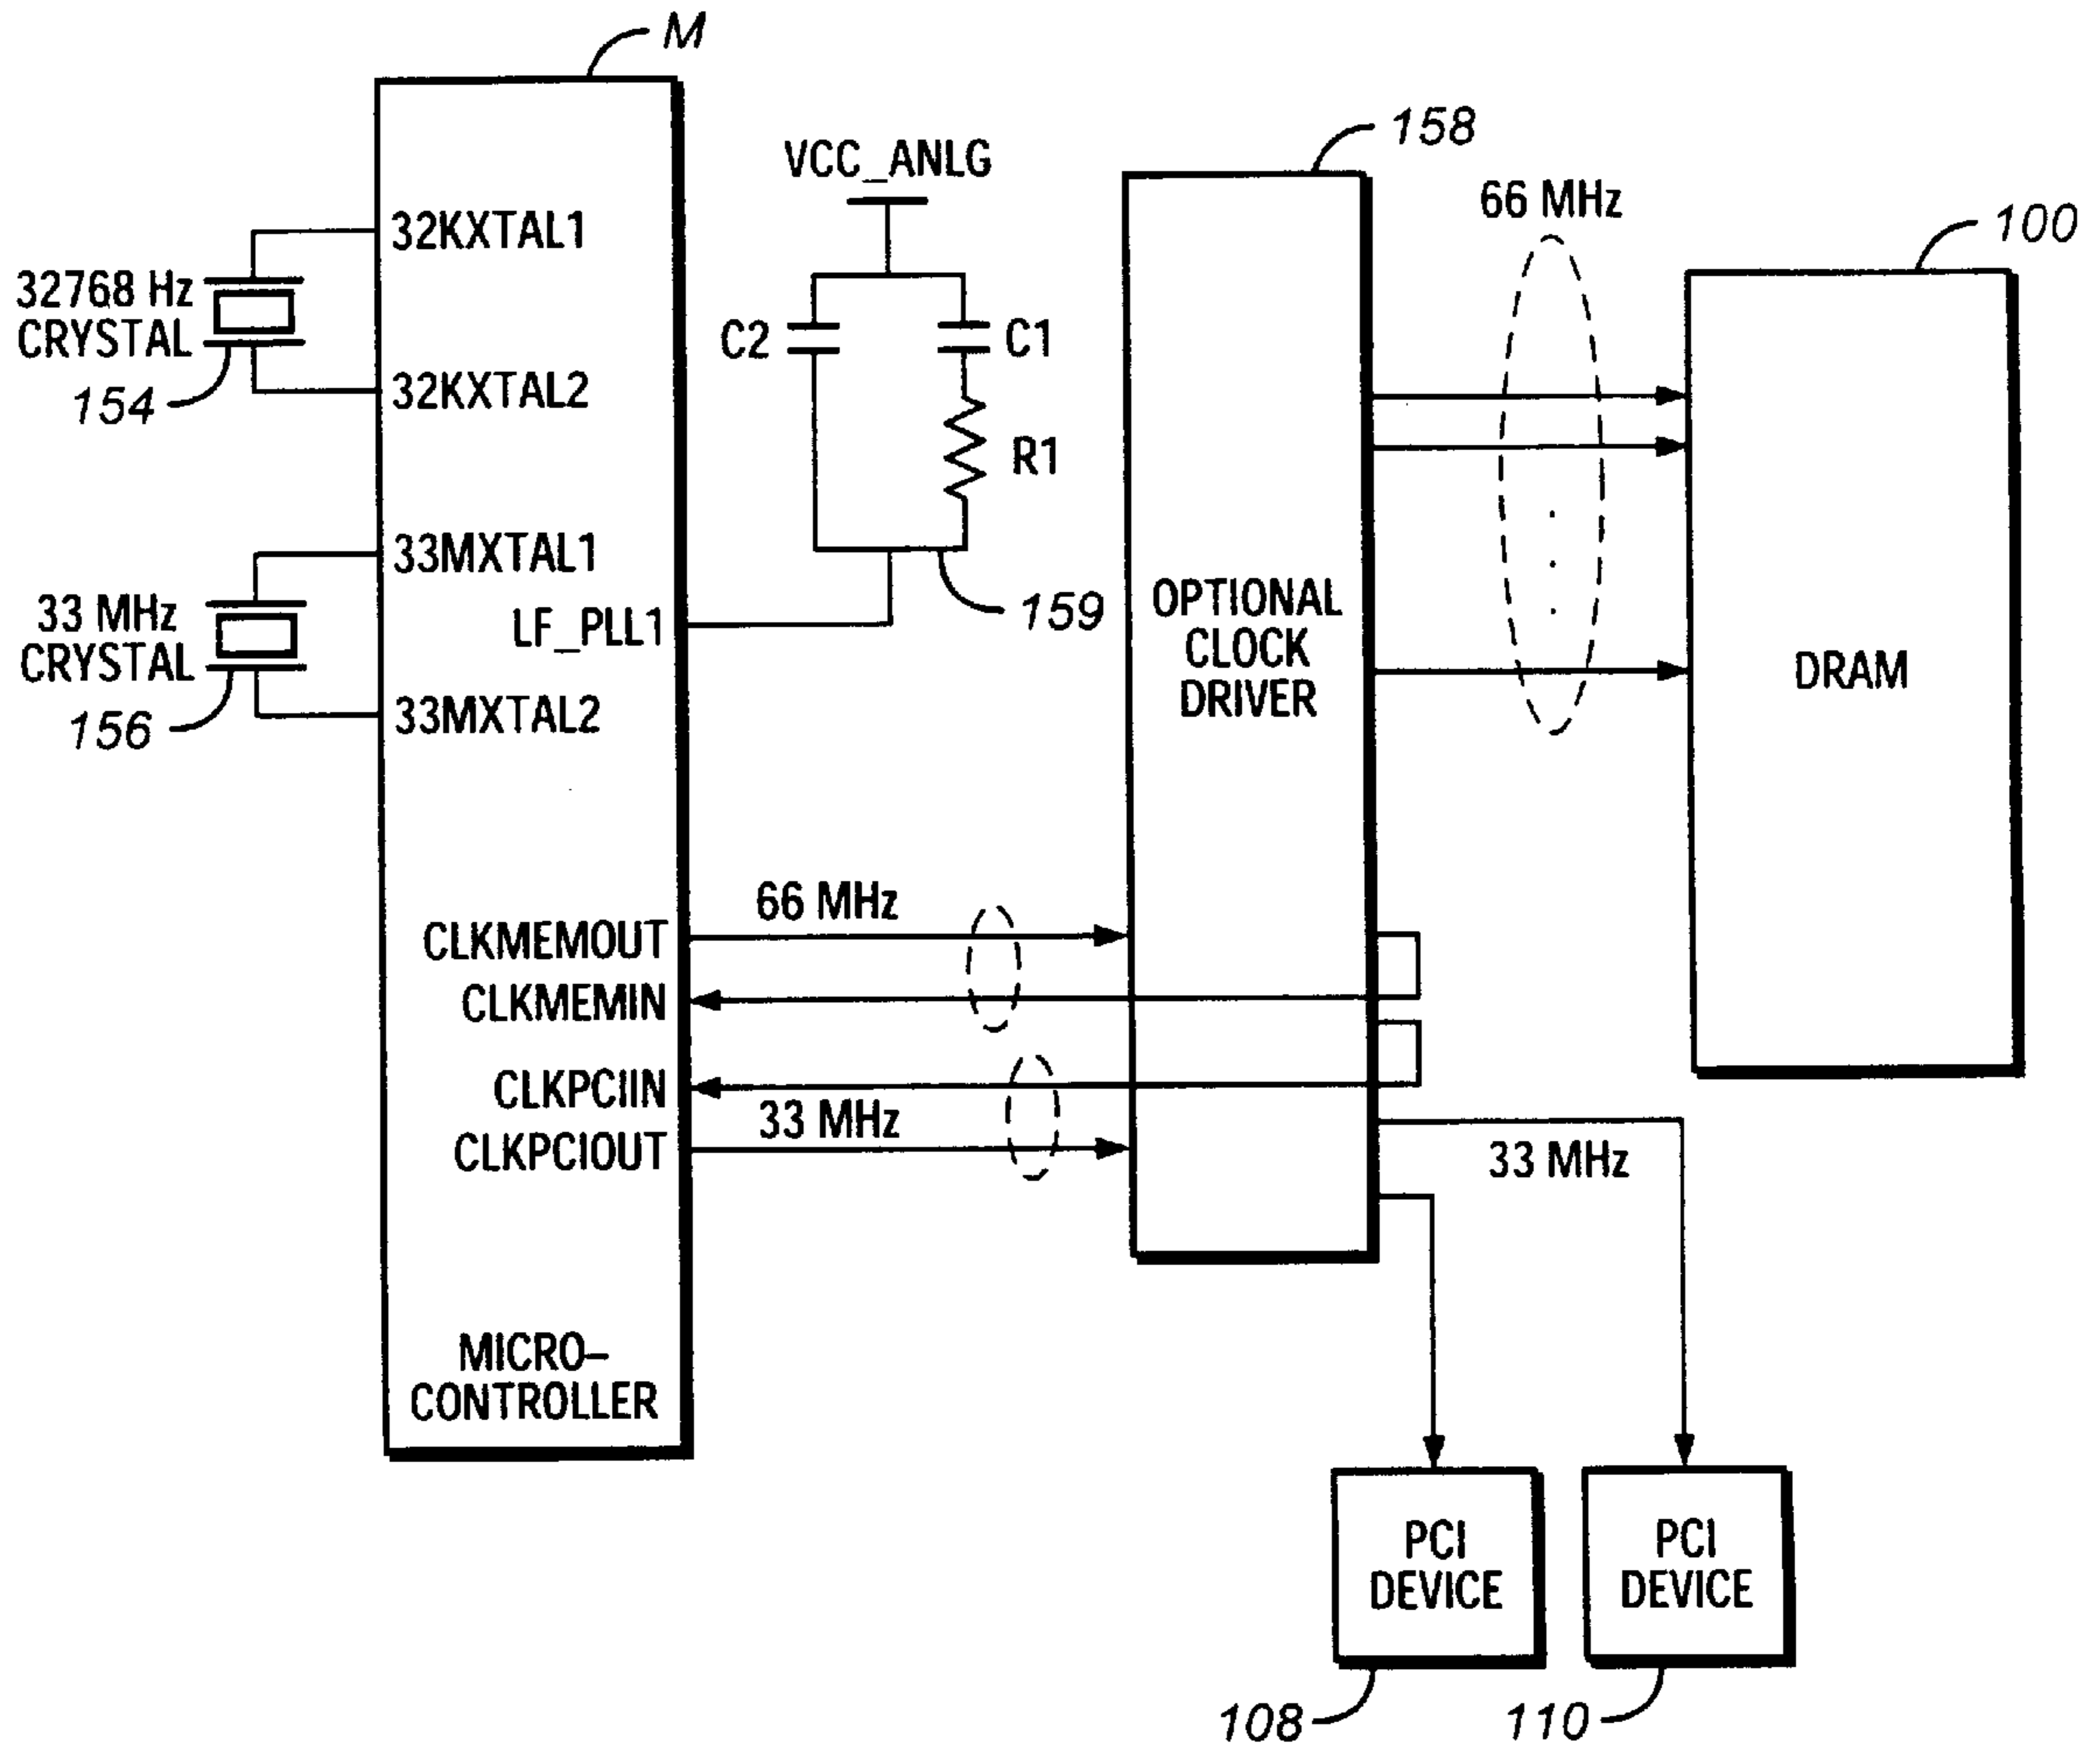 M
158
VCC_ANLG
66 MHz
100
32KXTAL1
32768 Hz
CRYSTAL
C2
C1
32KXTAL2
154
R1
33MXTAL1
OPTIONAL
CLOCK
DRIVER
33 MHz
CRYSTAL
LF_PLL1
159
DRAM
33MXTAL2
156
66 MHz
CLKMEMOUT
CLKMEMIN
CLKPCIIN
33 MHz
CLKPCIOUT
33 MHz
MICRO–
CONTROLLER
PCI
DEVICE
PCI
DEVICE
108
110